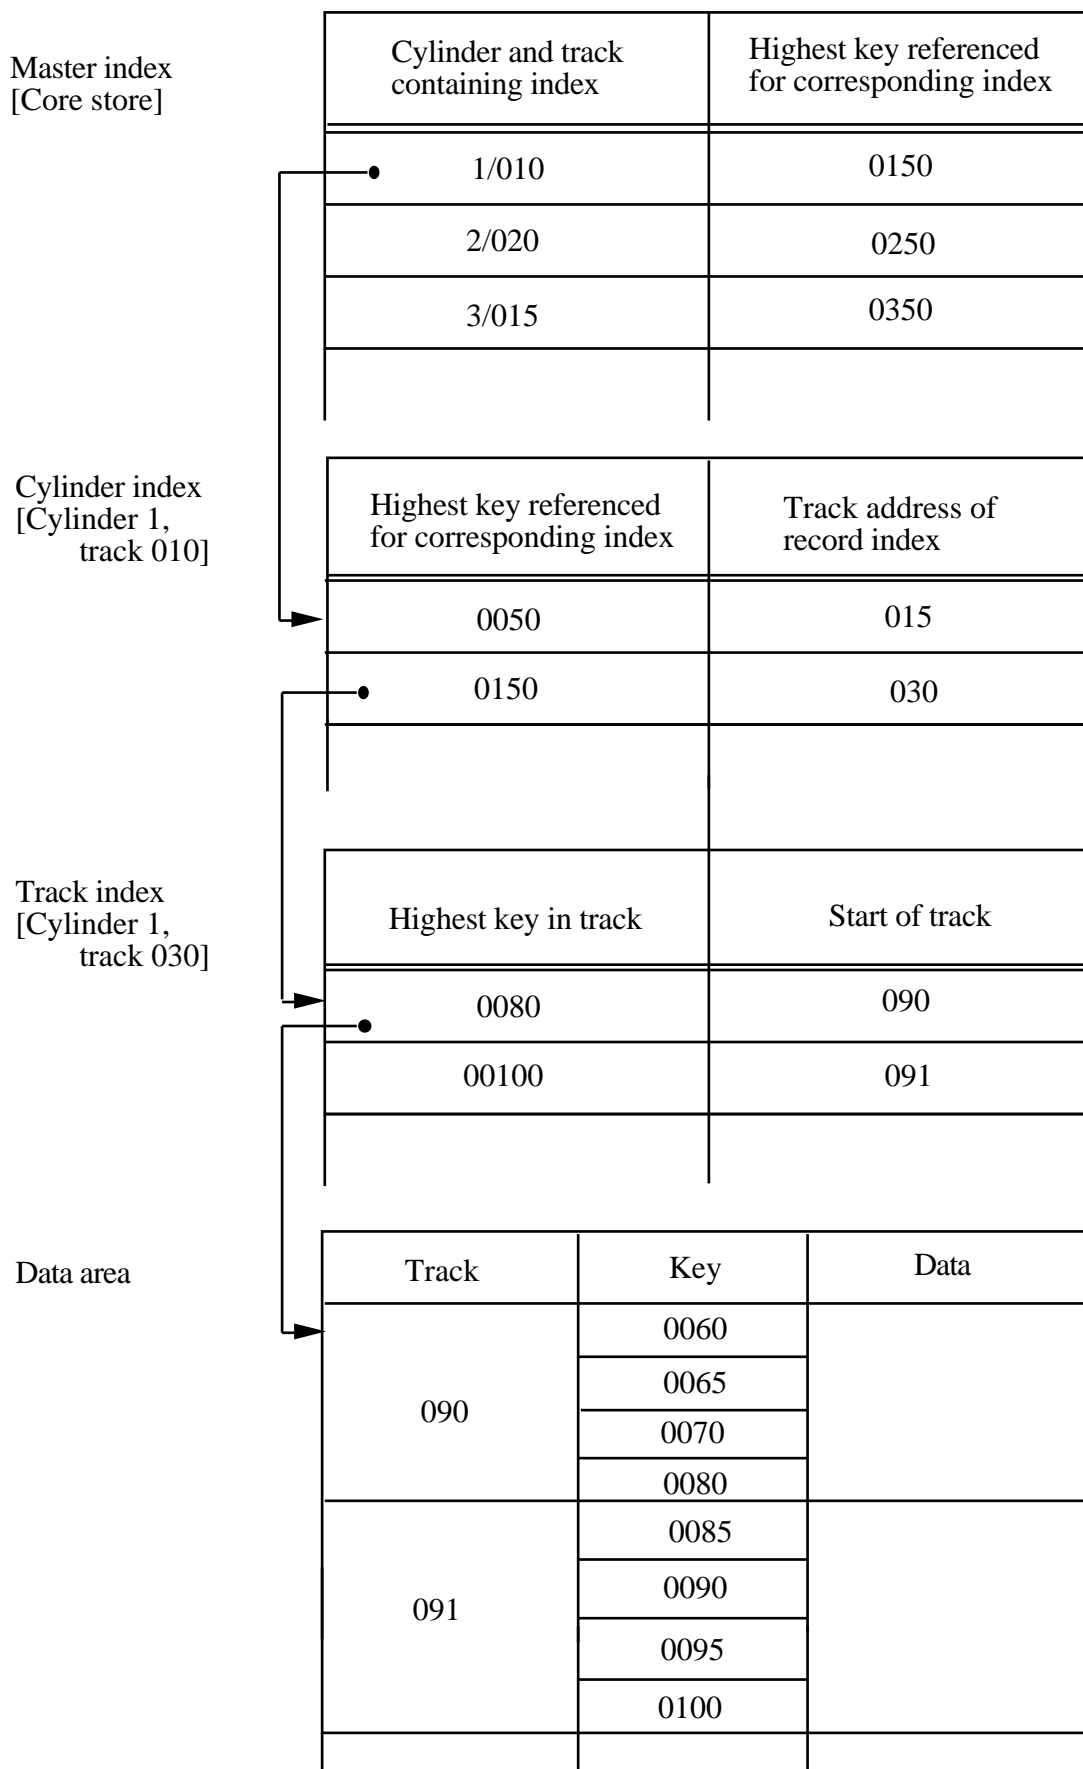 Master index
[Core store]
Cylinder and track
containing index
Highest key referenced
for corresponding index
1/010
0150
2/020
0250
3/015
0350
Cylinder index
[Cylinder 1,
track 010]
Highest key referenced
for corresponding index
Track address of
record index
0050
015
0150
030
Track index
[Cylinder 1,
track 030]
Highest key in track
Start of track
0080
090
00100
091
Data area
Track
Key
Data
090
0060
0065
0070
0080
091
0085
0090
0095
0100